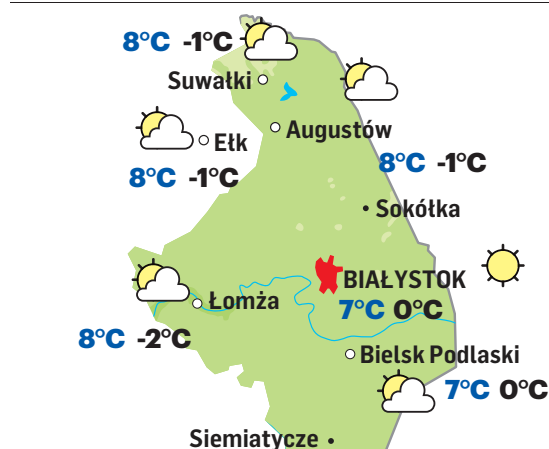 8°C -1°C
Suwałki
Augustów
Ełk
8°C -1°C
8°C -1°C
Sokółka
BIAŁYSTOK
7°C 0°C
Łomża
8°C -2°C
Bielsk Podlaski
7°C 0°C
Siemiatycze